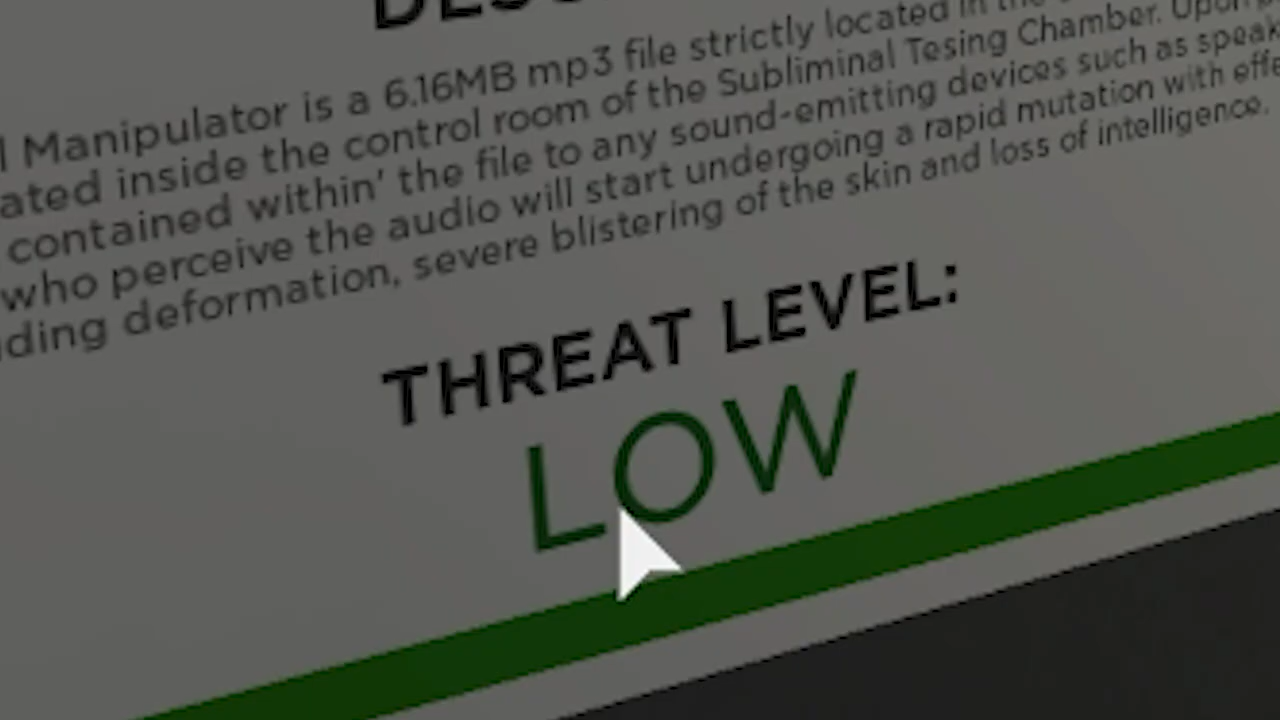 DES
l Manipulator is a 6.16MB mp3 file strictly located in the
ated inside the control room of the Subliminal Tesing Chamber. Upon
contained within' the file to any sound-emitting devices such as speak
who perceive the audio will start undergoing a rapid mutation with effe
ding deformation, severe blistering of the skin and loss of intelligence.
THREAT LEVEL:
LOW